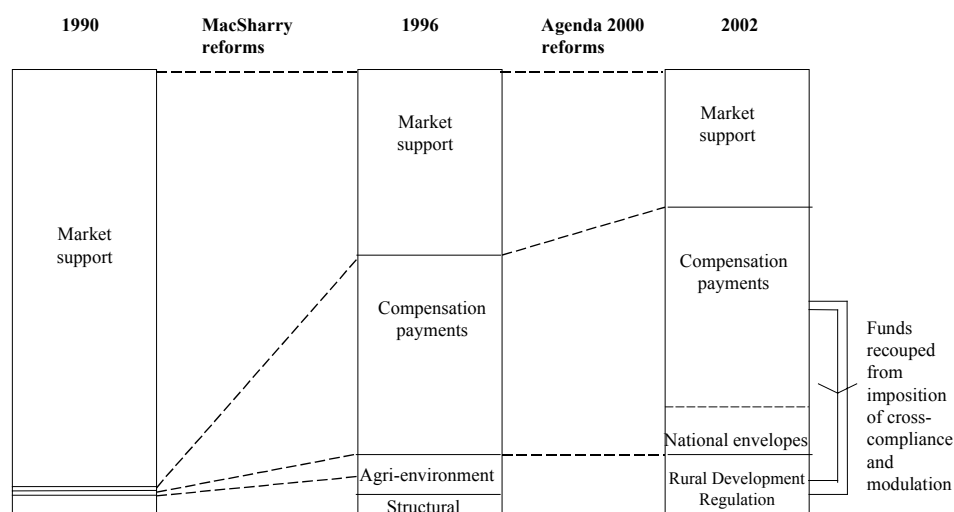 1990
MacSharry
reforms
1996
Agenda 2000
reforms
2002
Market
support
Market
support
Compensation
payments
Agri-environment
Structural
Market
support
Compensation
payments
National envelopes
Rural Development
Regulation
Funds
recouped
from
imposition
of cross-
compliance
and
modulation